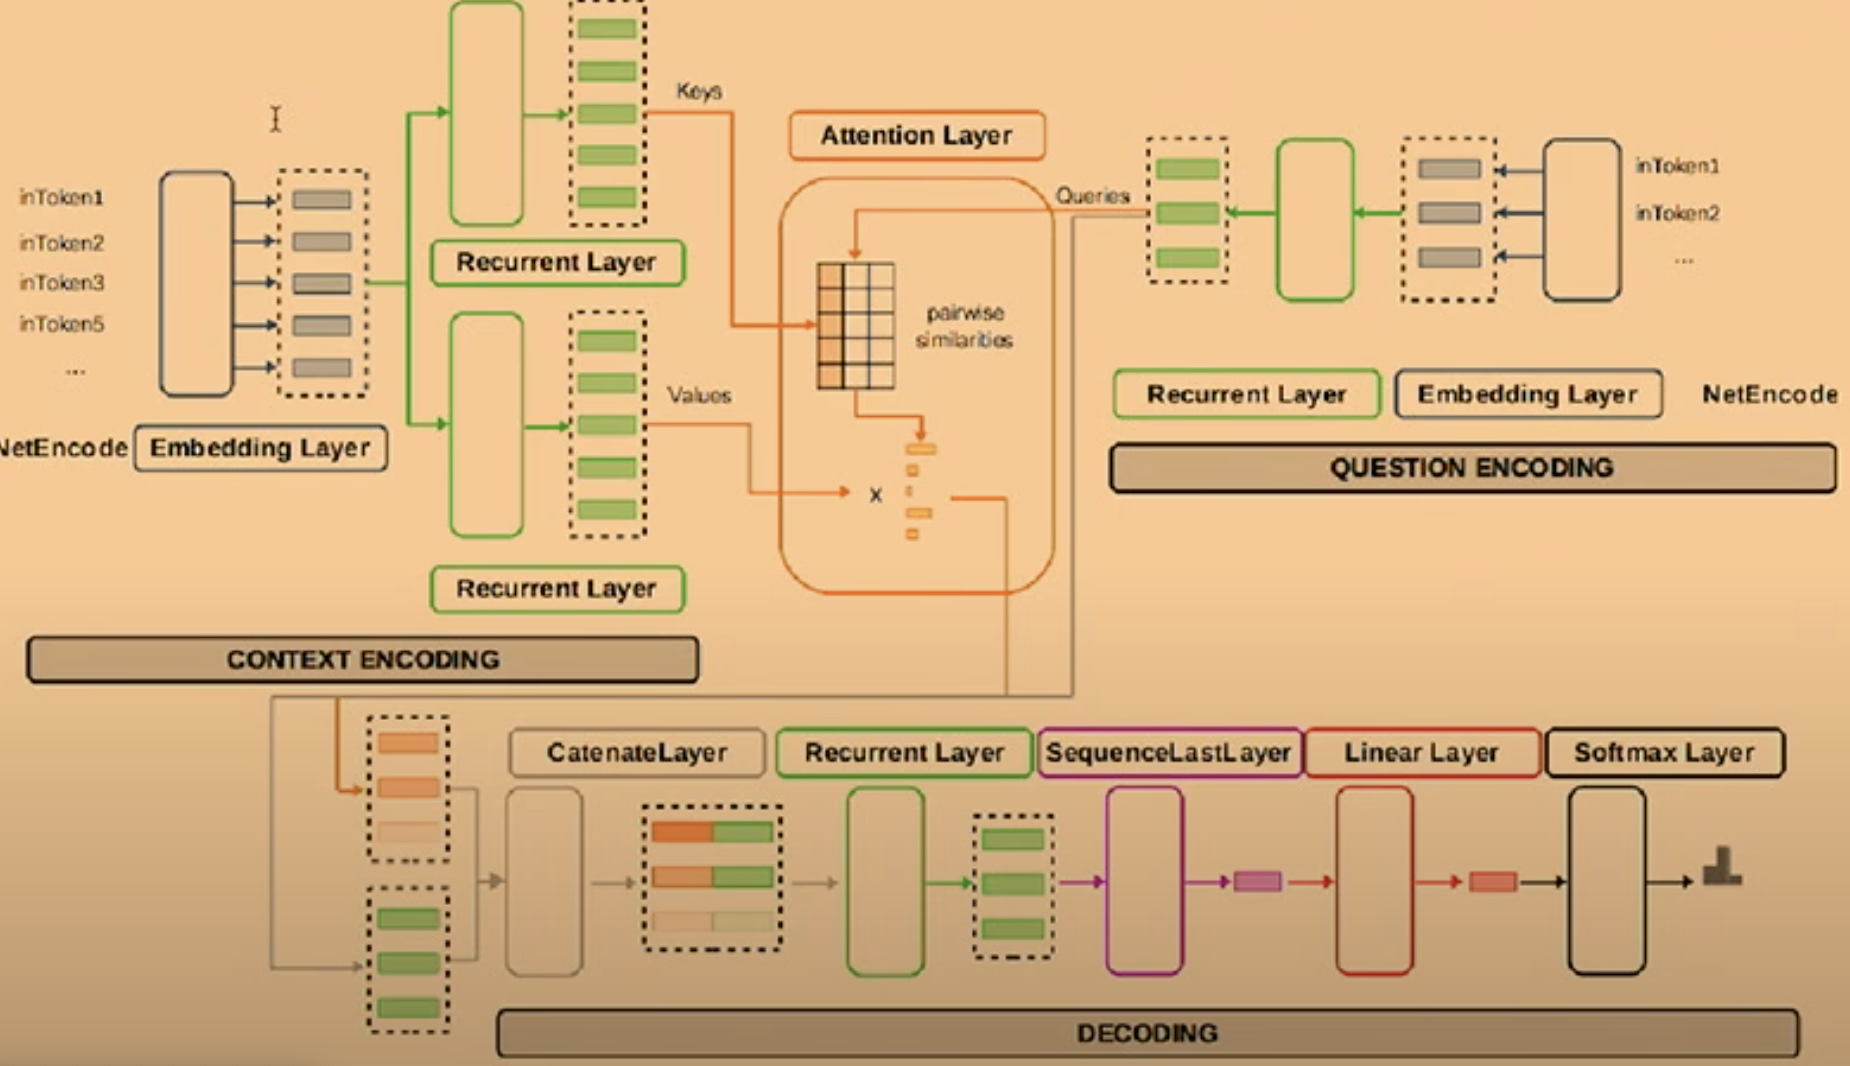 Keys
Attention Layer
Queries
inToken1
inToken2
inToken3
inToken5
...
inToken1
inToken2
...
Recurrent Layer
pairwise
similarities
Values
x
NetEncode
Embedding Layer
Recurrent Layer
Embedding Layer
NetEncode
QUESTION ENCODING
Recurrent Layer
CONTEXT ENCODING
CatenateLayer
Recurrent Layer
SequenceLastLayer
Linear Layer
Softmax Layer
DECODING